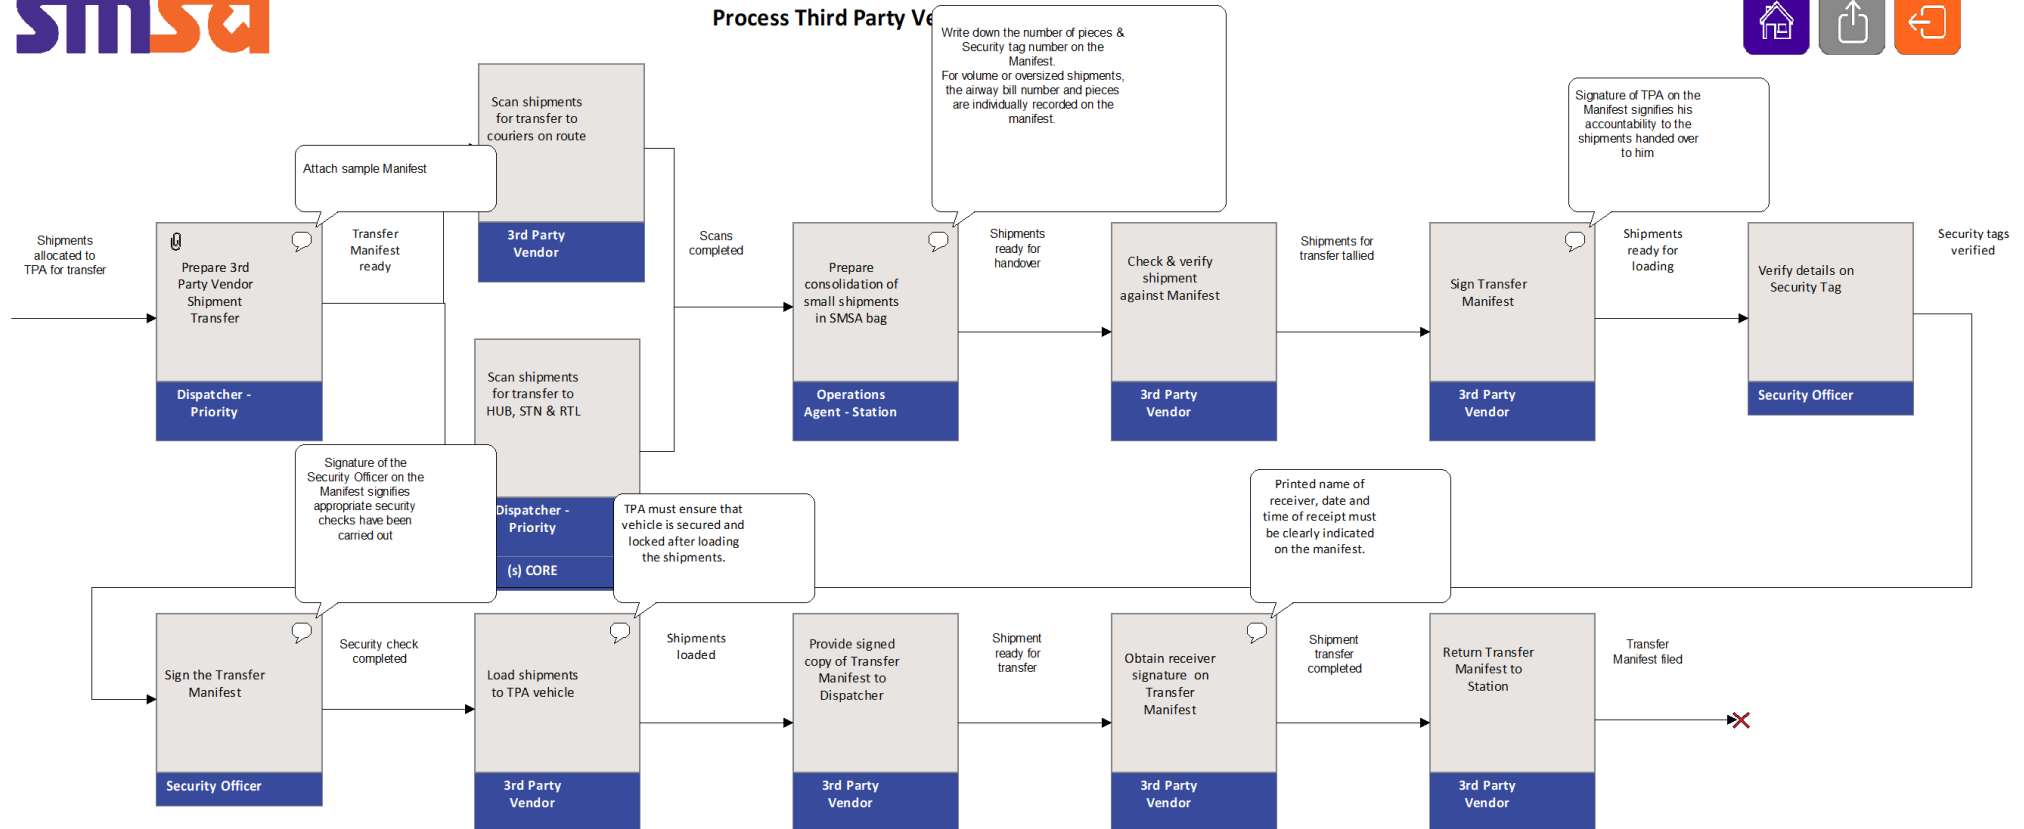 smsa
Process Third Party Ve
Write down the number of pieces &
Security tag number on the
Manifest.
For volume or oversized shipments,
the airway bill number and pieces
are individually recorded on the
manifest.
Signature of TPA on the
Manifest signifies his
accountability to the
shipments handed over
to him
Scan shipments
for transfer to
couriers on route
3rd Party
Vendor
Attach sample Manifest
Shipments
allocated to
TPA for transfer
Prepare 3rd
Party Vendor
Shipment
Transfer
Dispatcher -
Priority
Transfer
Manifest
ready
Scan shipments
for transfer to
HUB, STN & RTL
Dispatcher -
Priority
(s) CORE
Scans
completed
Prepare
consolidation of
small shipments
in SMSA bag
Operations
Agent - Station
Shipments
ready for
handover
Check & verify
shipment
against Manifest
3rd Party
Vendor
Shipments for
transfer tallied
Sign Transfer
Manifest
3rd Party
Vendor
Shipments
ready for
loading
Verify details on
Security Tag
Security Officer
Security tags
verified
Signature of the
Security Officer on the
Manifest signifies
appropriate security
checks have been
carried out
TPA must ensure that
vehicle is secured and
locked after loading
the shipments.
Printed name of
receiver, date and
time of receipt must
be clearly indicated
on the manifest.
Sign the Transfer
Manifest
Security Officer
Security check
completed
Load shipments
to TPA vehicle
3rd Party
Vendor
Shipments
loaded
Provide signed
copy of Transfer
Manifest to
Dispatcher
3rd Party
Vendor
Shipment
ready for
transfer
Obtain receiver
signature on
Transfer
Manifest
3rd Party
Vendor
Shipment
transfer
completed
Return Transfer
Manifest to
Station
3rd Party
Vendor
Transfer
Manifest filed